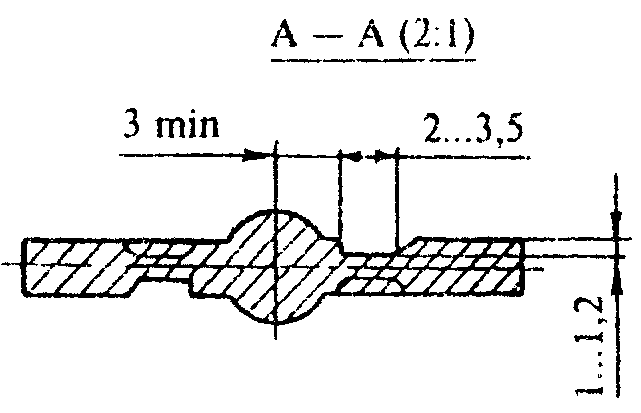 A – A (2:1)
3 min
2...3,5
1...1,2